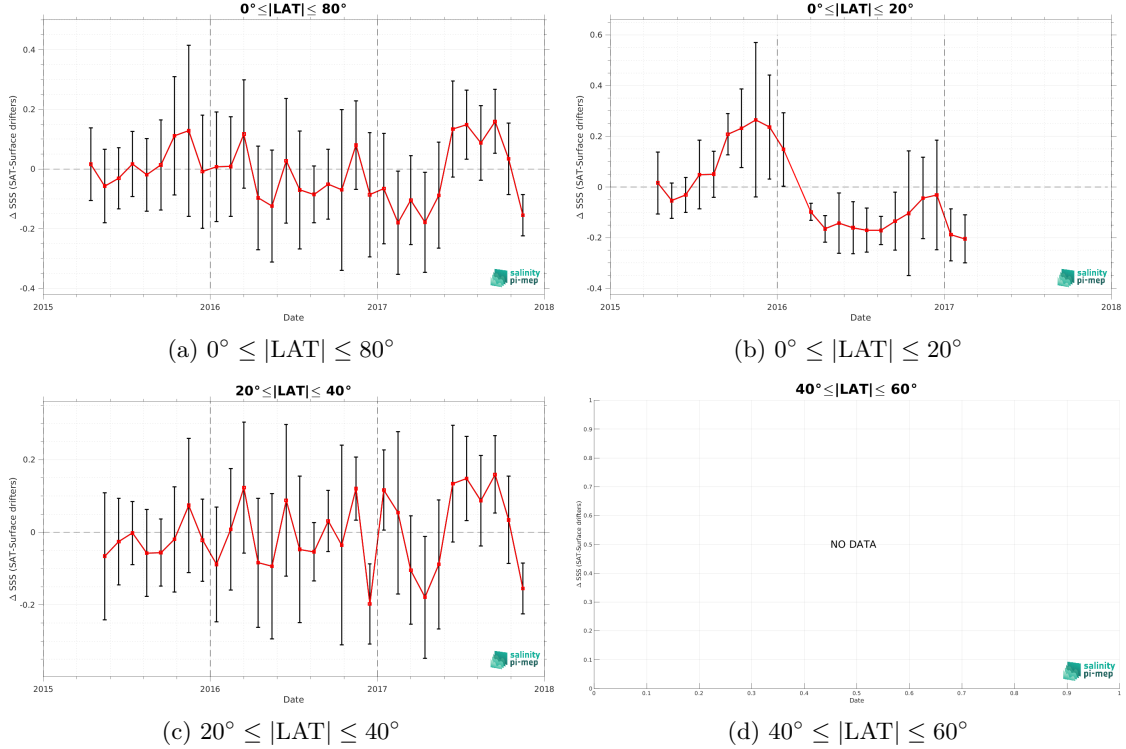 0°≤|LAT|≤ 80°
Δ SSS (SAT-Surface drifters)
0.4
0.2
0
-0.2
-0.4
2015
2016
2017
2018
Date
salinity
pi-mep
(a) 0° ≤ |LAT| ≤ 80°
0°≤|LAT|≤ 20°
Δ SSS (SAT-Surface drifters)
0.6
0.4
0.2
0
-0.2
-0.4
2015
2016
2017
2018
Date
salinity
pi-mep
(b) 0° ≤ |LAT| ≤ 20°
20°≤|LAT|≤ 40°
Δ SSS (SAT-Surface drifters)
0.2
0
-0.2
2015
2016
2017
2018
Date
salinity
pi-mep
(c) 20° ≤ |LAT| ≤ 40°
40°≤|LAT|≤ 60°
Δ SSS (SAT-Surface drifters)
1
0.9
0.8
0.7
0.6
0.5
0.4
0.3
0.2
0.1
0
NO DATA
0
0.1
0.2
0.3
0.4
0.5
0.6
0.7
0.8
0.9
1
Date
salinity
pi-mep
(d) 40° ≤ |LAT| ≤ 60°